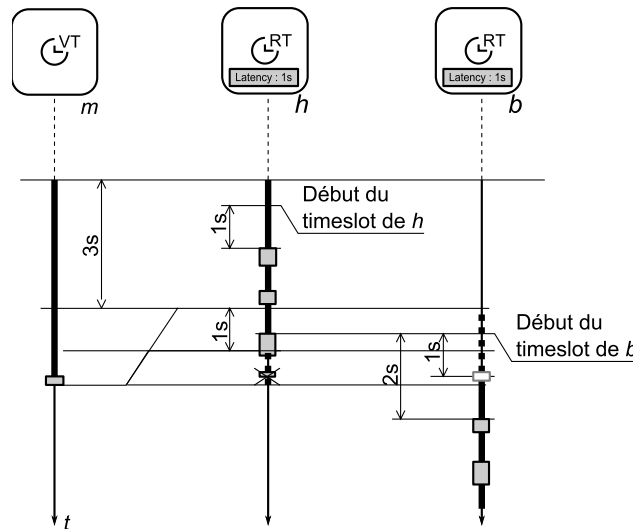 VT
RT
RT
Latency : 1s
Latency : 1s
m
h
b
Début du
timeslot de h
1s
3s
1s
Début du
timeslot de b
1s
2s
t